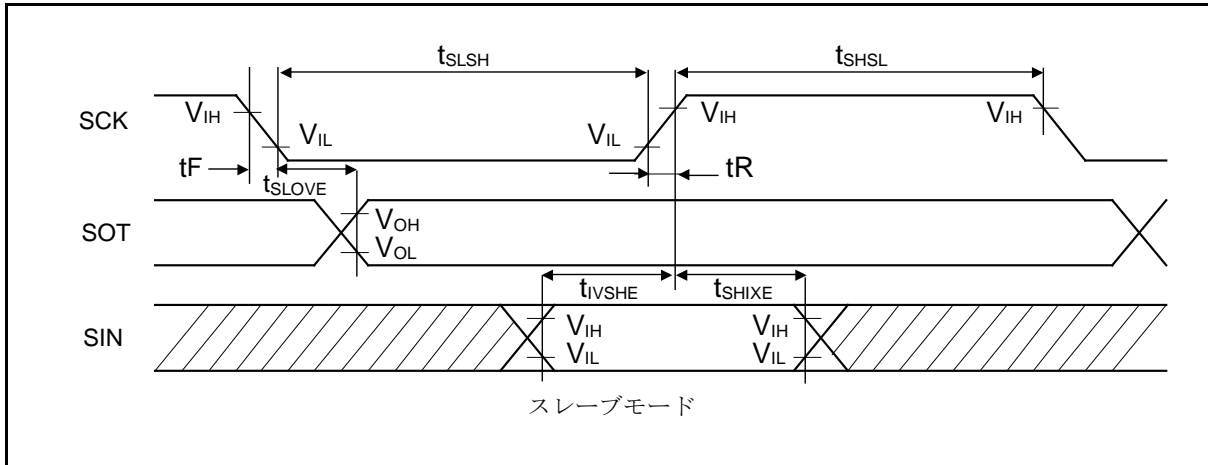 tSLSH
tSHSL
SCK
VIH
VIL
VIL
VIH
VIH
tF
tSLOVE
tR
SOT
VOH
VOL
tIVSHE
tSHIXE
SIN
VIH
VIL
VIH
VIL
スレーブモード